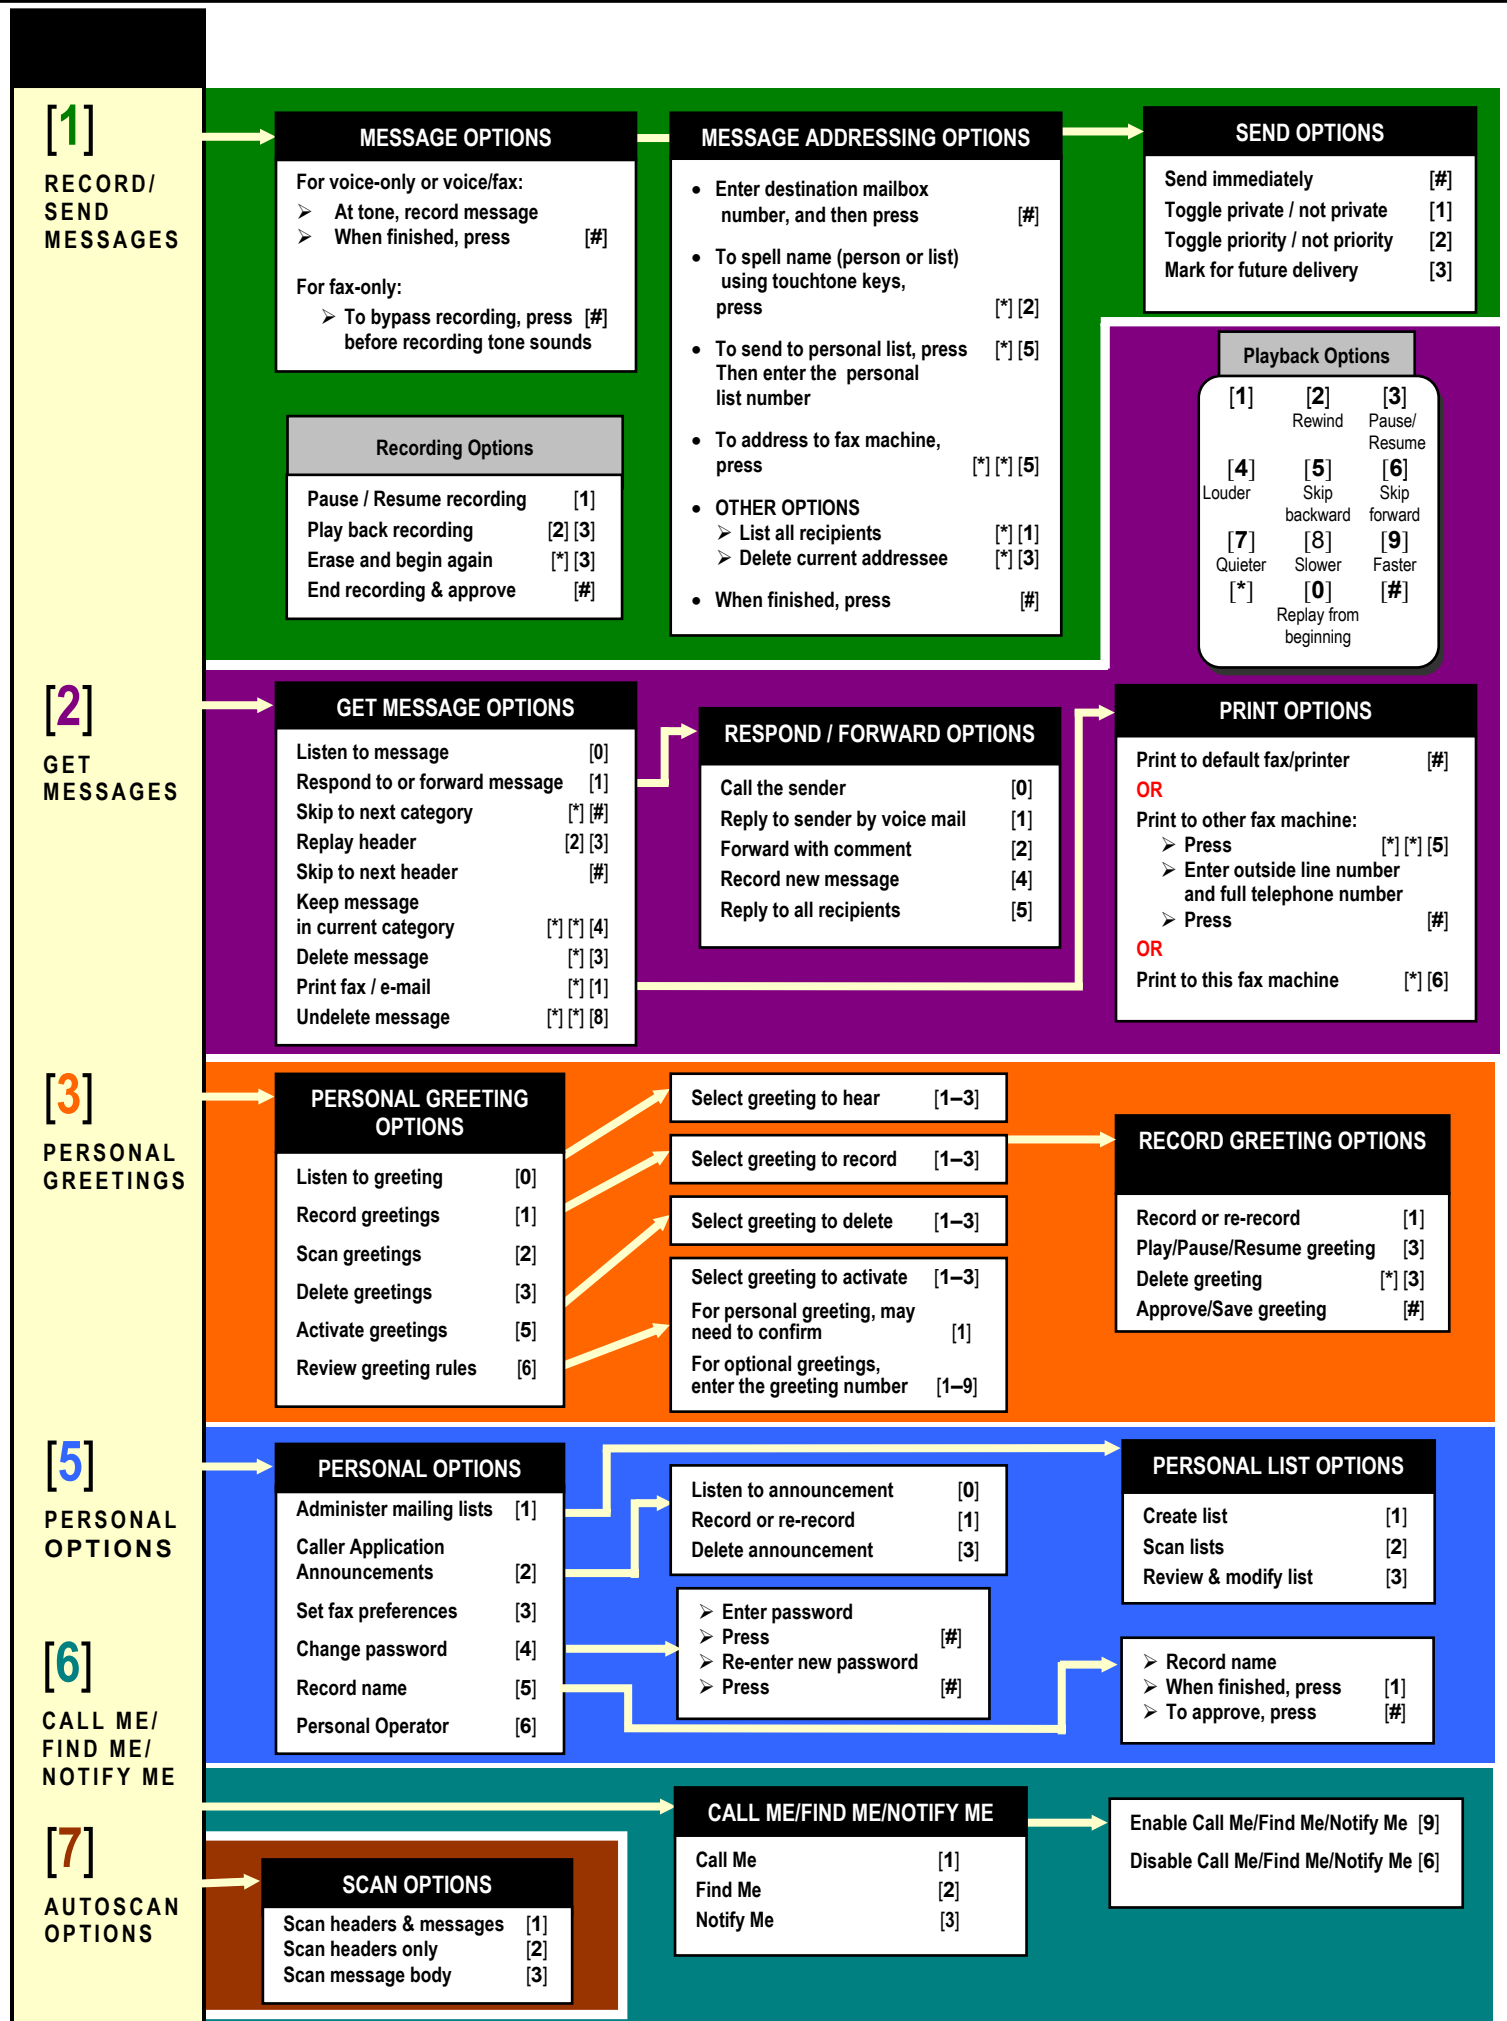 [1]
RECORD/
SEND
MESSAGES
MESSAGE OPTIONS
For voice-only or voice/fax:
➢ At tone, record message
➢ When finished, press [#]
For fax-only:
➢ To bypass recording, press [#]
before recording tone sounds
Recording Options
Pause / Resume recording [1]
Play back recording [2] [3]
Erase and begin again [*] [3]
End recording & approve [#]
MESSAGE ADDRESSING OPTIONS
• Enter destination mailbox
number, and then press [#]
• To spell name (person or list)
using touchtone keys,
press [*] [2]
• To send to personal list, press [*] [5]
Then enter the personal
list number
• To address to fax machine,
press [*] [*] [5]
• OTHER OPTIONS
➢ List all recipients [*] [1]
➢ Delete current addressee [*] [3]
• When finished, press [#]
SEND OPTIONS
Send immediately [#]
Toggle private / not private [1]
Toggle priority / not priority [2]
Mark for future delivery [3]
Playback Options
[1] [2] [3]
Rewind Pause/
Resume
[4] [5] [6]
Louder Skip Skip
backward forward
[7] [8] [9]
Quieter Slower Faster
[*] [0] [#]
Replay from
beginning
[2]
GET
MESSAGES
GET MESSAGE OPTIONS
Listen to message [0]
Respond to or forward message [1]
Skip to next category [*] [#]
Replay header [2] [3]
Skip to next header [#]
Keep message
in current category [*] [*] [4]
Delete message [*] [3]
Print fax / e-mail [*] [1]
Undelete message [*] [*] [8]
RESPOND / FORWARD OPTIONS
Call the sender [0]
Reply to sender by voice mail [1]
Forward with comment [2]
Record new message [4]
Reply to all recipients [5]
PRINT OPTIONS
Print to default fax/printer [#]
OR
Print to other fax machine:
➢ Press [*] [*] [5]
➢ Enter outside line number
and full telephone number
➢ Press [#]
OR
Print to this fax machine [*] [6]
[3]
PERSONAL
GREETINGS
PERSONAL GREETING
OPTIONS
Listen to greeting [0]
Record greetings [1]
Scan greetings [2]
Delete greetings [3]
Activate greetings [5]
Review greeting rules [6]
Select greeting to hear [1–3]
Select greeting to record [1–3]
Select greeting to delete [1–3]
Select greeting to activate [1–3]
For personal greeting, may
need to confirm [1]
For optional greetings,
enter the greeting number [1–9]
RECORD GREETING OPTIONS
Record or re-record [1]
Play/Pause/Resume greeting [3]
Delete greeting [*] [3]
Approve/Save greeting [#]
[5]
PERSONAL
OPTIONS
PERSONAL OPTIONS
Administer mailing lists [1]
Caller Application
Announcements [2]
Set fax preferences [3]
Change password [4]
Record name [5]
Personal Operator [6]
Listen to announcement [0]
Record or re-record [1]
Delete announcement [3]
➢ Enter password
➢ Press [#]
➢ Re-enter new password
➢ Press [#]
PERSONAL LIST OPTIONS
Create list [1]
Scan lists [2]
Review & modify list [3]
➢ Record name
➢ When finished, press [1]
➢ To approve, press [#]
[6]
CALL ME/
FIND ME/
NOTIFY ME
CALL ME/FIND ME/NOTIFY ME
Call Me [1]
Find Me [2]
Notify Me [3]
Enable Call Me/Find Me/Notify Me [9]
Disable Call Me/Find Me/Notify Me [6]
[7]
AUTOSCAN
OPTIONS
SCAN OPTIONS
Scan headers & messages [1]
Scan headers only [2]
Scan message body [3]